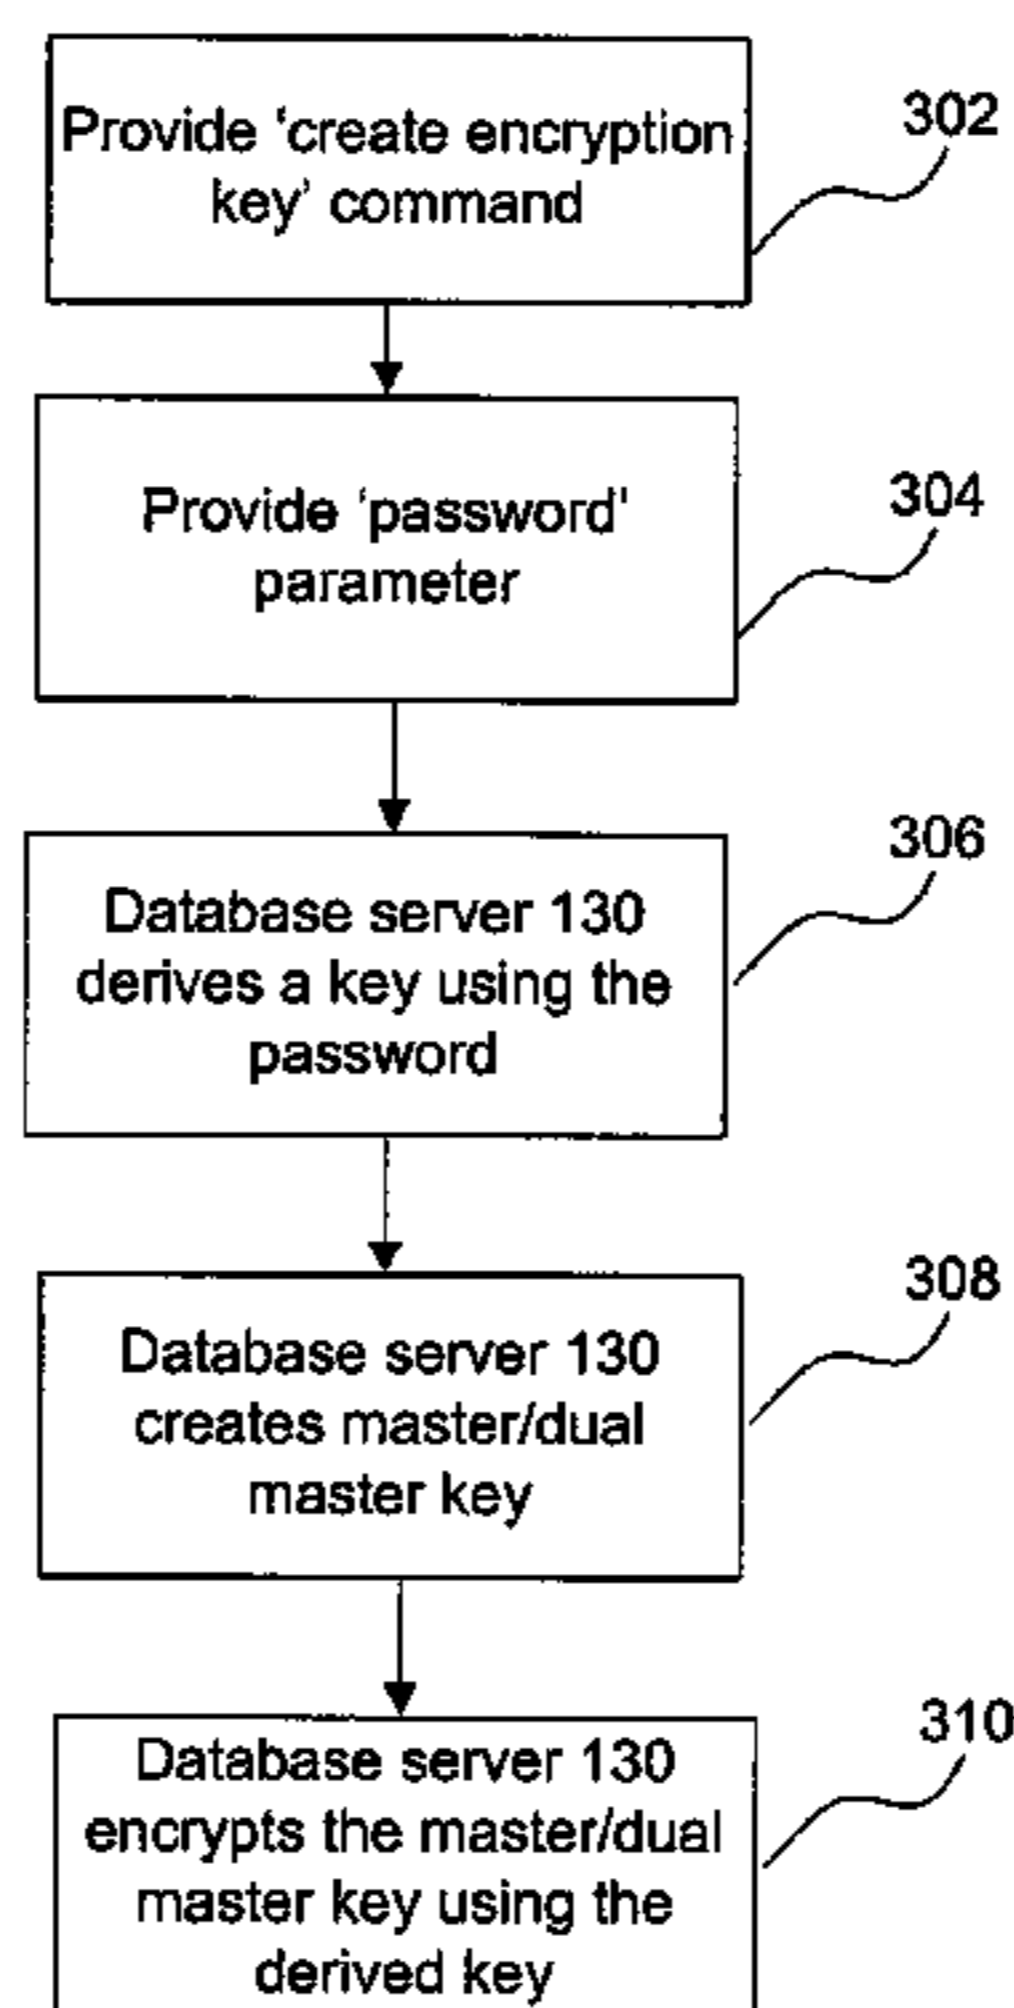 Provide 'create encryption
key' command
302
Provide 'password'
parameter
304
Database server 130
derives a key using the
password
306
Database server 130
creates master/dual
master key
308
Database server 130
encrypts the master/dual
master key using the
derived key
310